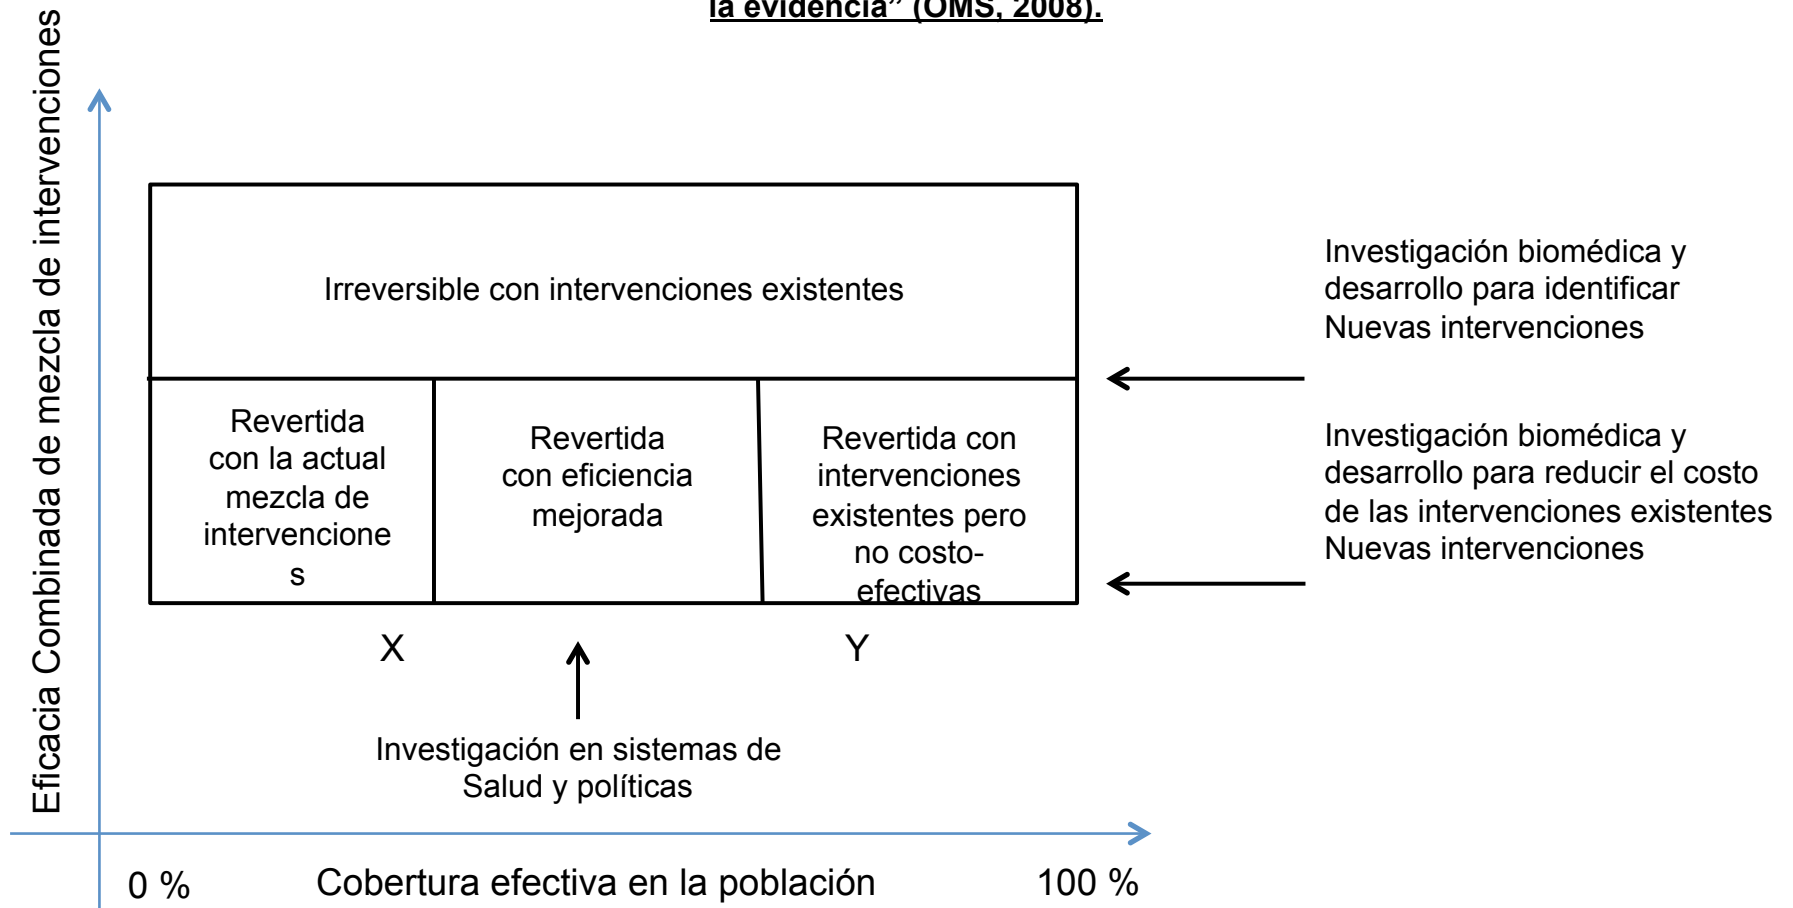 la evidencia” (OMS, 2008).
Eficacia Combinada de mezcla de intervenciones
Irreversible con intervenciones existentes
Revertida
con la actual
mezcla de
intervencione
s
Revertida
con eficiencia
mejorada
Revertida con
intervenciones
existentes pero
no costo-
efectivas
Investigación biomédica y
desarrollo para identificar
Nuevas intervenciones
Investigación biomédica y
desarrollo para reducir el costo
de las intervenciones existentes
Nuevas intervenciones
X
Y
Investigación en sistemas de
Salud y políticas
0 %
Cobertura efectiva en la población
100 %